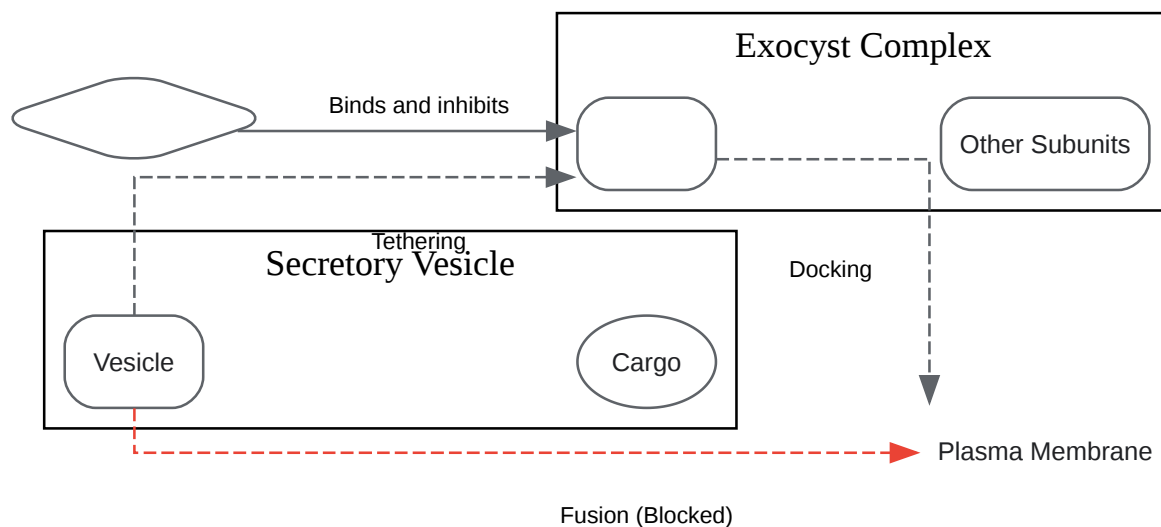 Exocyst Complex
Binds and inhibits
Other Subunits
Tethering
Secretory Vesicle
Docking
Vesicle
Cargo
Plasma Membrane
Fusion (Blocked)